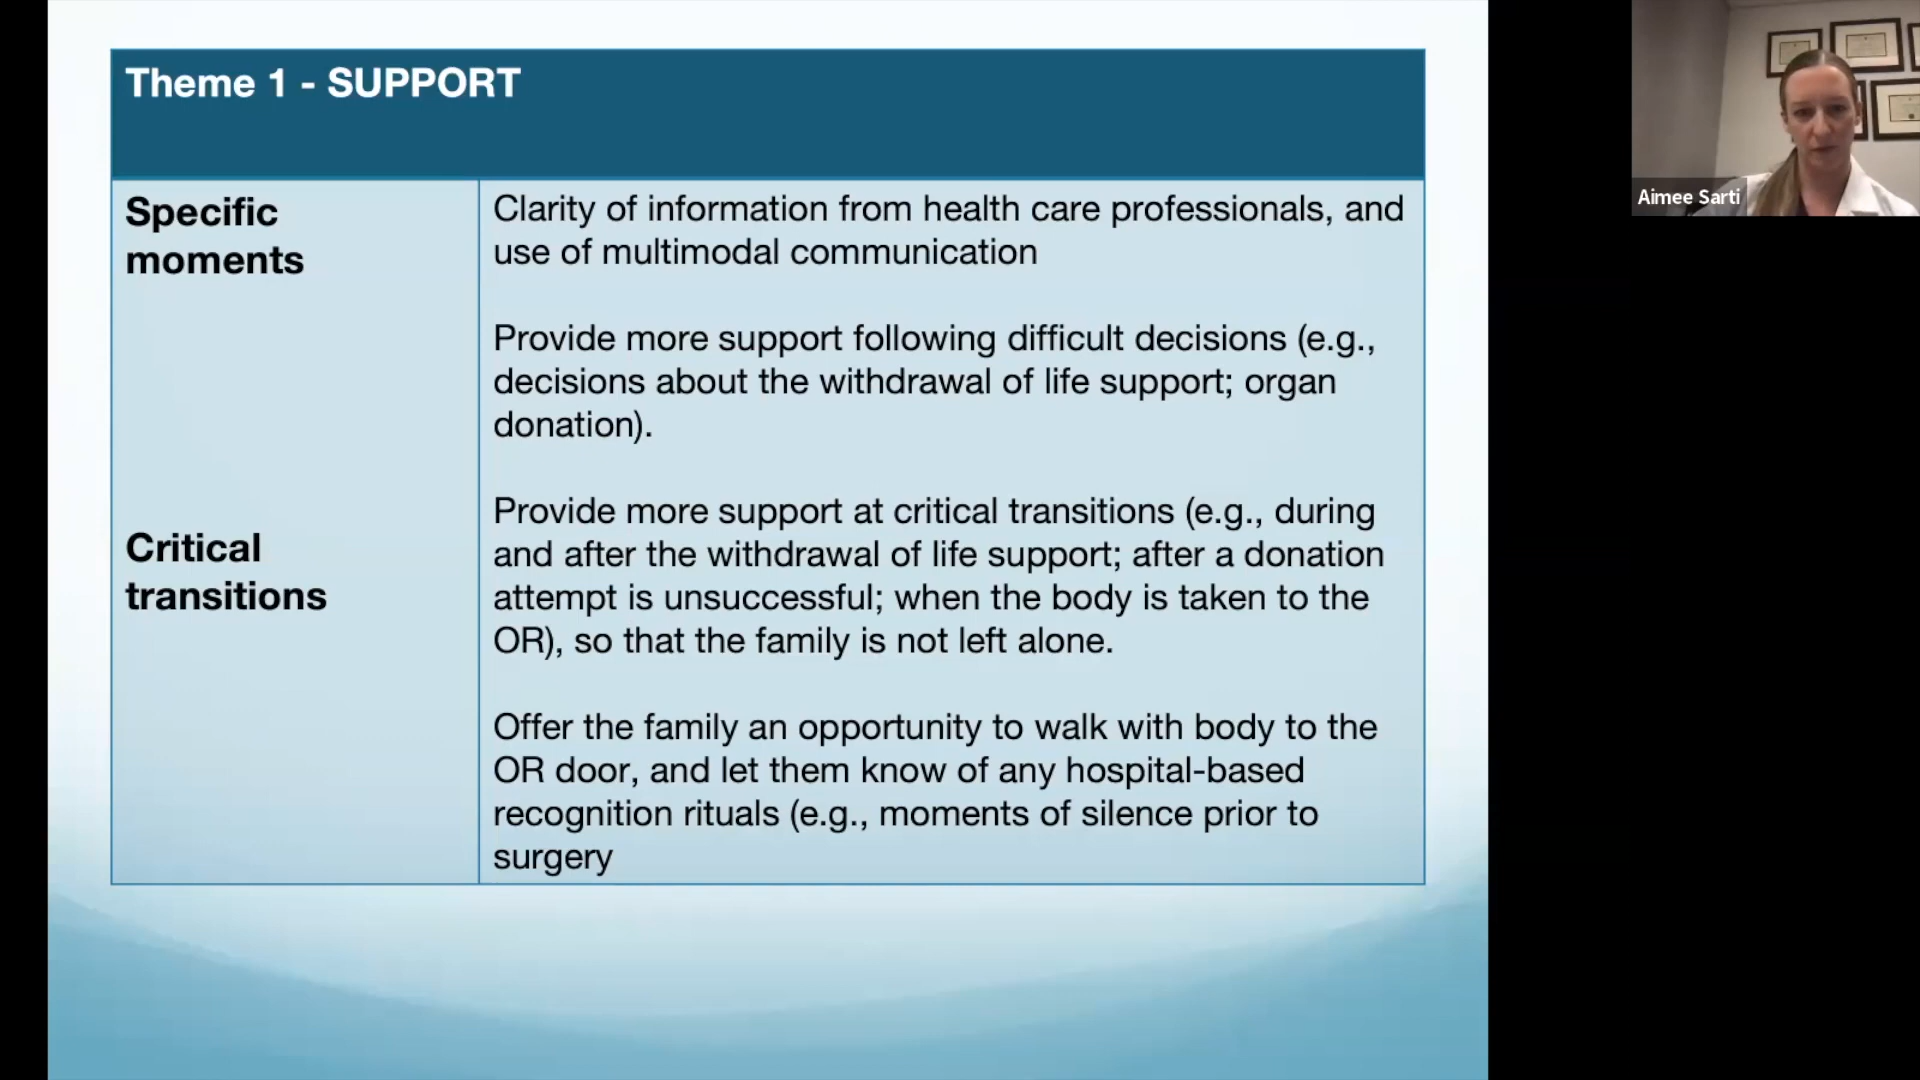 Theme 1 - SUPPORT
Specific
moments
Clarity of information from health care professionals, and
use of multimodal communication
Provide more support following difficult decisions (e.g.,
decisions about the withdrawal of life support; organ
donation).
Critical
transitions
Provide more support at critical transitions (e.g., during
and after the withdrawal of life support; after a donation
attempt is unsuccessful; when the body is taken to the
OR), so that the family is not left alone.
Offer the family an opportunity to walk with body to the
OR door, and let them know of any hospital-based
recognition rituals (e.g., moments of silence prior to
surgery
Aimee Sarti